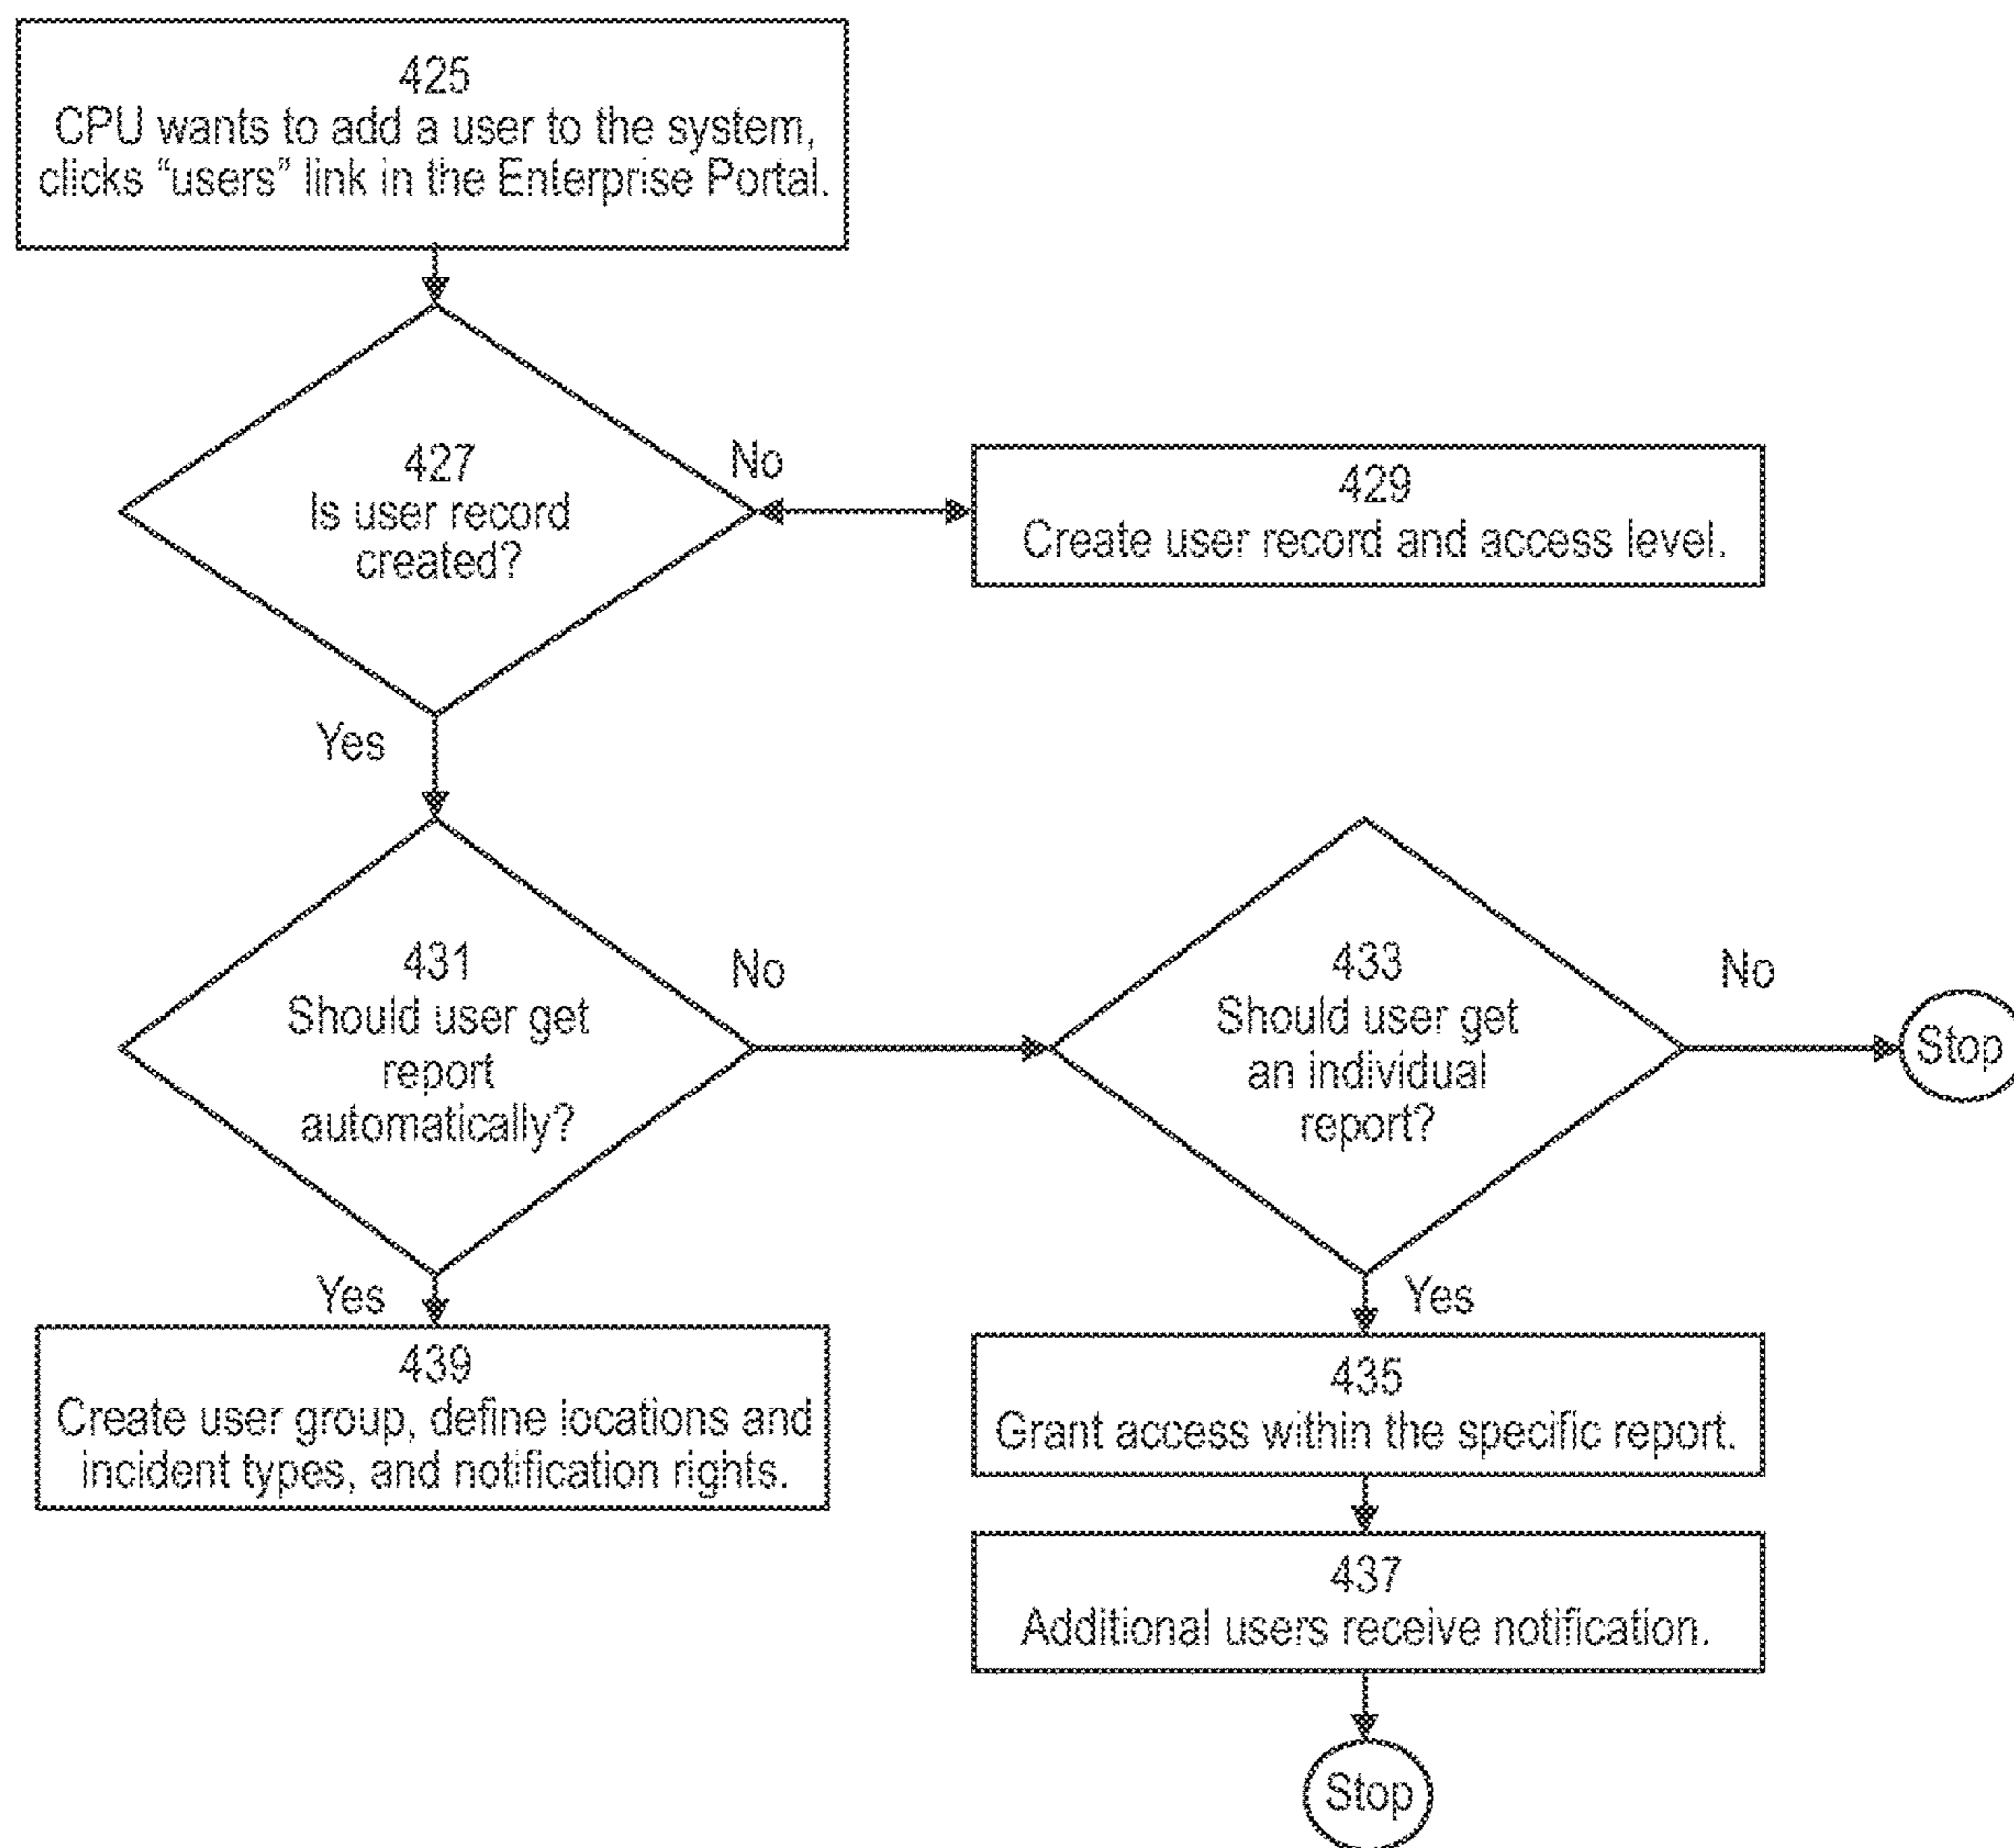 425
CPU wants to add a user to the system,
clicks “users” link in the Enterprise Portal.
427
Is user record
created?
No
429
Create user record and access level.
Yes
431
Should user get
report
automatically?
No
433
Should user get
an individual
report?
No
Stop
Yes
439
Create user group, define locations and
incident types, and notification rights.
Yes
435
Grant access within the specific report.
437
Additional users receive notification.
Stop